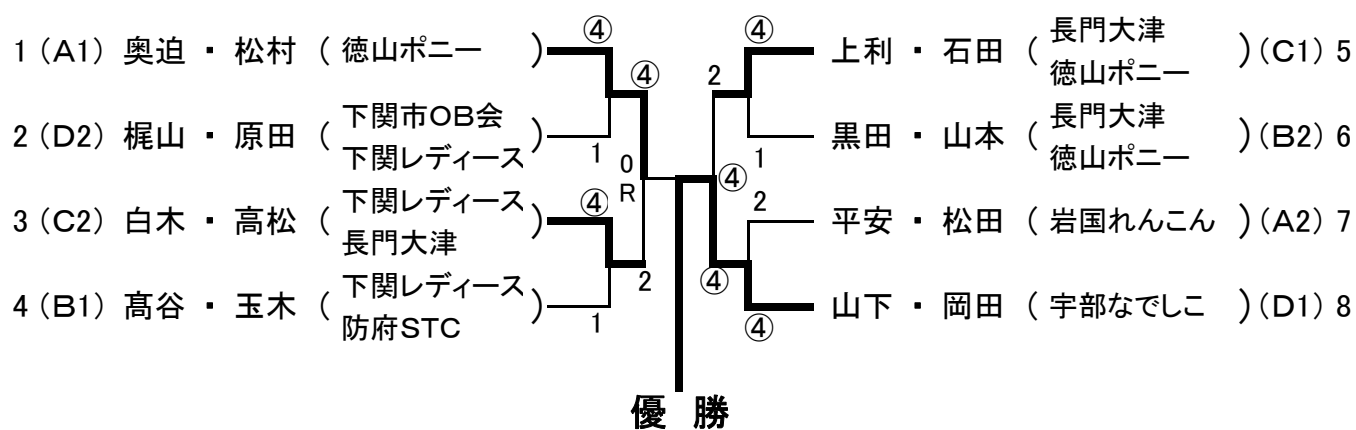 1 (A1) 奥迫 ・ 松村 ( 徳山ポニー ) ④
④
2 (D2) 梶山 ・ 原田 ( 下関市OB会 下関レディース ) 1
0
R
3 (C2) 白木 ・ 高松 ( 下関レディース 長門大津 ) ④
2
4 (B1) 髙谷 ・ 玉木 ( 下関レディース 防府STC ) 1
④ 上利 ・ 石田 ( 長門大津 徳山ポニー ) (C1) 5
2
1 黒田 ・ 山本 ( 長門大津 徳山ポニー ) (B2) 6
④
2 平安 ・ 松田 ( 岩国れんこん ) (A2) 7
④
④ 山下 ・ 岡田 ( 宇部なでしこ ) (D1) 8
優 勝